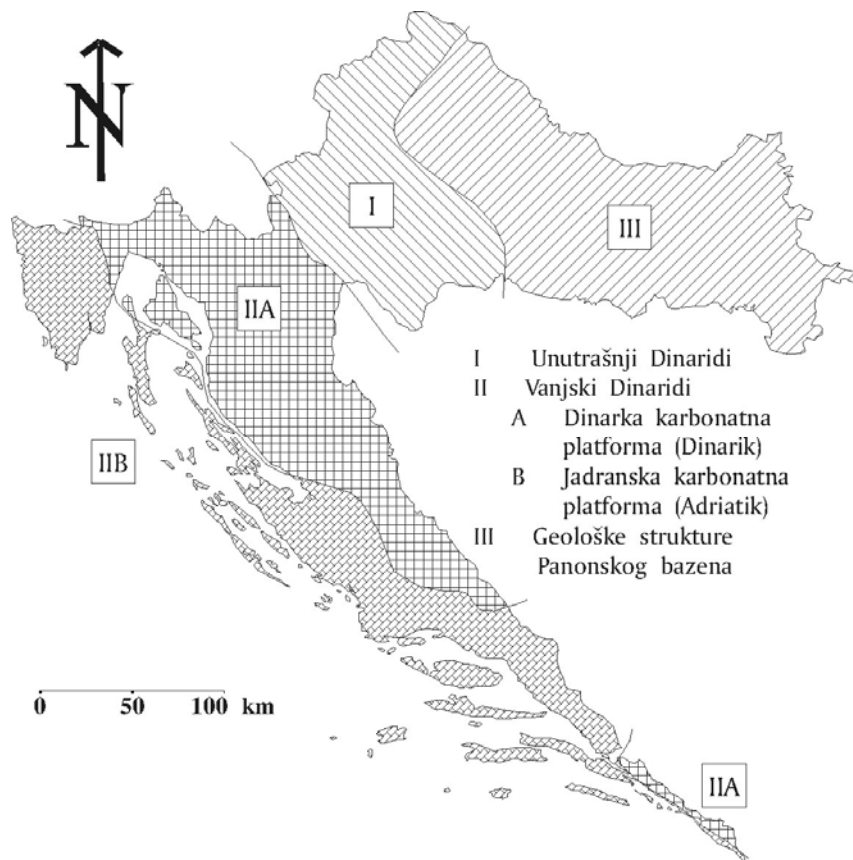 N
I
III
IIA
I Unutrašnji Dinaridi
II Vanjski Dinaridi
A Dinarka karbonatna
platforma (Dinarik)
B Jadranska karbonatna
platforma (Adriatik)
III Geološke strukture
Panonskog bazena
IIB
0 50 100 km
IIA